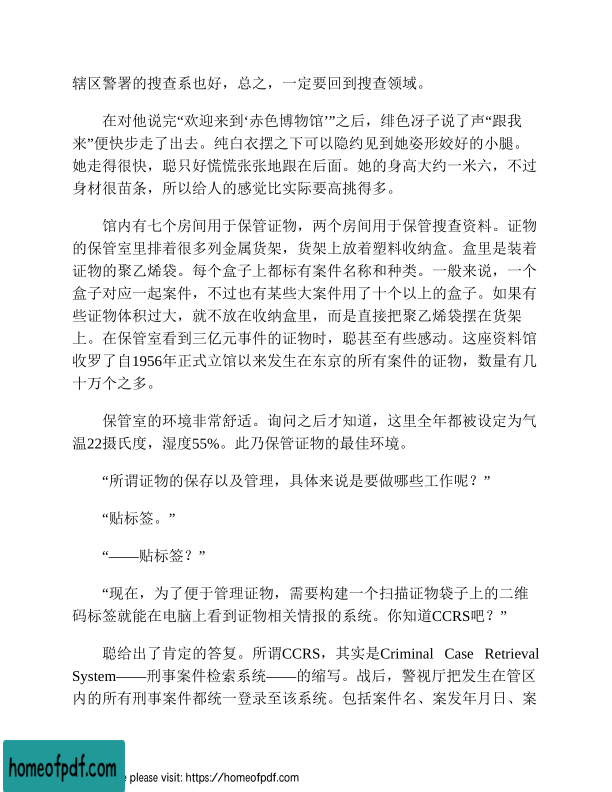 辖区警署的搜查系也好，总之，一定要回到搜查领域。
在对他说完“欢迎来到‘赤色博物馆’”之后，绯色冴子说了声“跟我
来”便快步走了出去。纯白衣摆之下可以隐约见到她姿形姣好的小腿。
她走得很快，聪只好慌慌张张地跟在后面。她的身高大约一米六，不过
身材很苗条，所以给人的感觉比实际要高挑得多。
馆内有七个房间用于保管证物，两个房间用于保管搜查资料。证物
的保管室里排着很多列金属货架，货架上放着塑料收纳盒。盒里是装着
证物的聚乙烯袋。每个盒子上都标有案件名称和种类。一般来说，一个
盒子对应一起案件，不过也有某些大案件用了十个以上的盒子。如果有
些证物体积过大，就不放在收纳盒里，而是直接把聚乙烯袋摆在货架
上。在保管室看到三亿元事件的证物时，聪甚至有些感动。这座资料馆
收罗了自1956年正式立馆以来发生在东京的所有案件的证物，数量有几
十万个之多。
保管室的环境非常舒适。询问之后才知道，这里全年都被设定为气
温22摄氏度，湿度55%。此乃保管证物的最佳环境。
“所谓证物的保存以及管理，具体来说是要做哪些工作呢？”
“贴标签。”
“——贴标签？”
“现在，为了便于管理证物，需要构建一个扫描证物袋子上的二维
码标签就能在电脑上看到证物相关情报的系统。你知道CCRS吧？”
聪给出了肯定的答复。所谓CCRS，其实是Criminal Case Retrieval
System——刑事案件检索系统——的缩写。战后，警视厅把发生在管区
内的所有刑事案件都统一登录至该系统。包括案件名、案发年月日、案
homeofpdf.com
please visit: https://homeofpdf.com